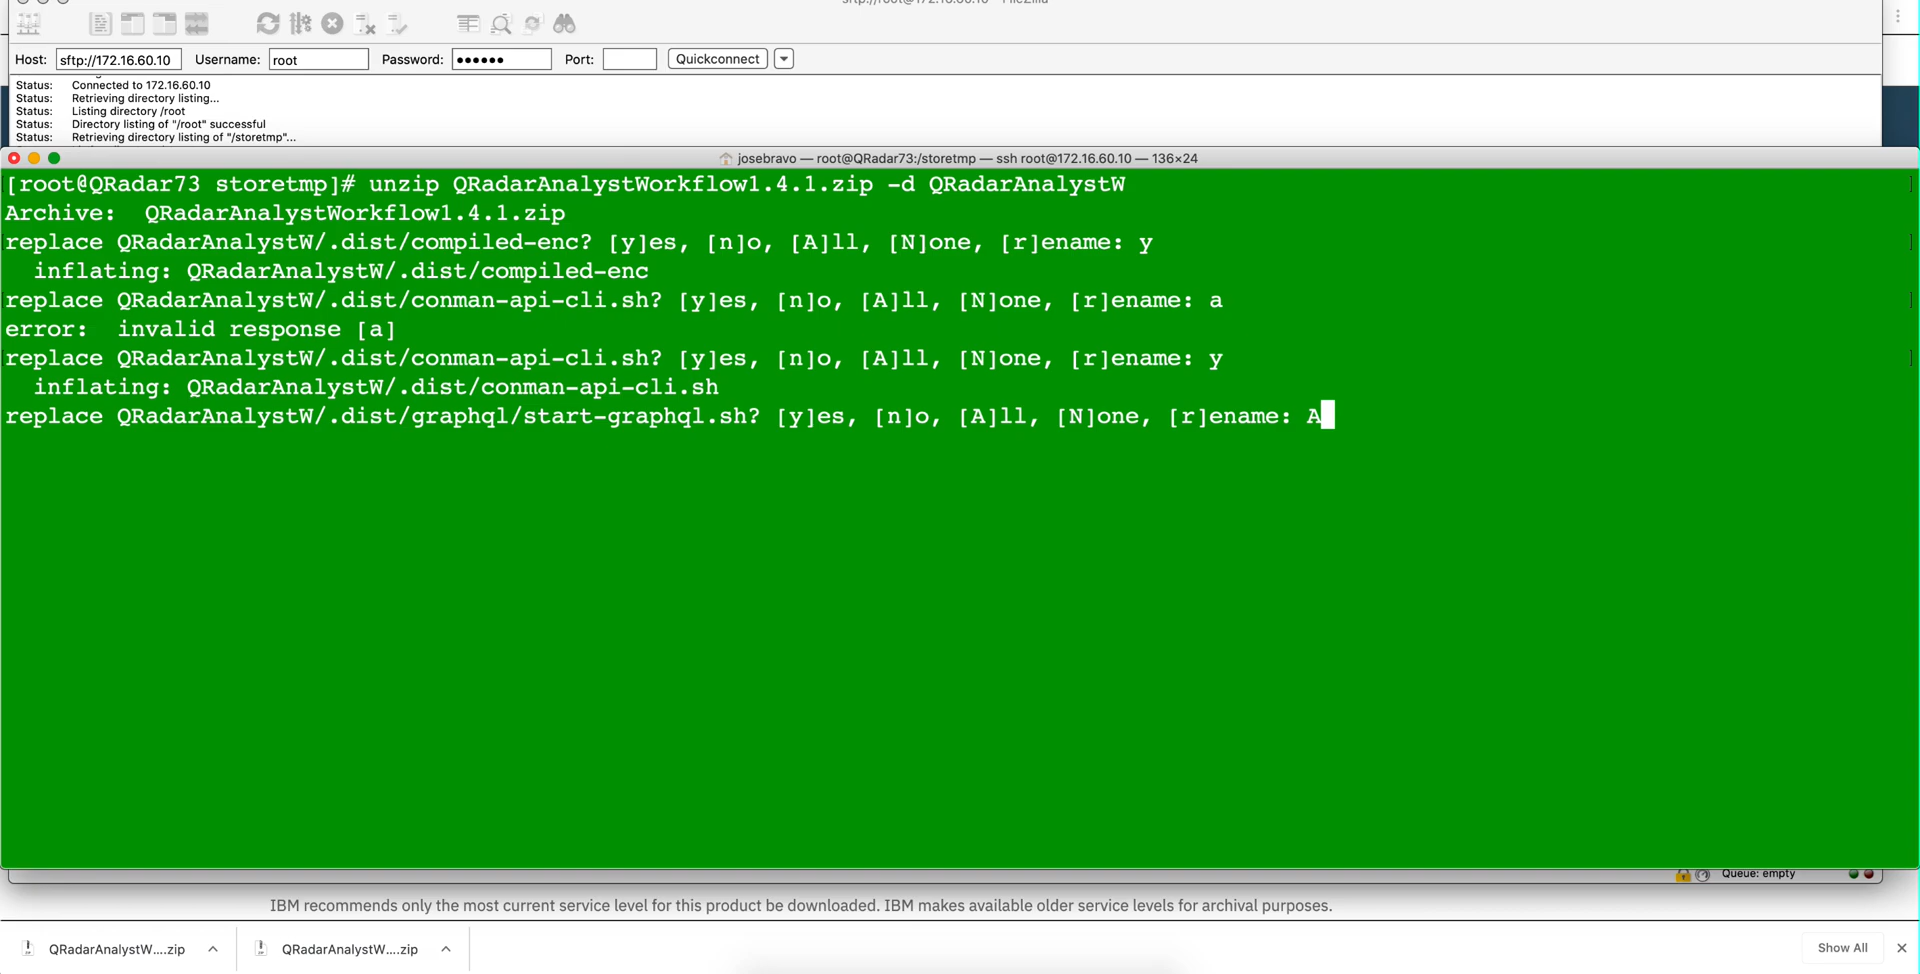 Host: sftp://172.16.60.10 Username: root Password: •••••• Port: Quickconnect
Status: Connected to 172.16.60.10
Status: Retrieving directory listing...
Status: Listing directory /root
Status: Directory listing of "/root" successful
Status: Retrieving directory listing of "/storetmp"...
josebravo — root@QRadar73:/storetmp — ssh root@172.16.60.10 — 136×24
[root@QRadar73 storetmp]# unzip QRadarAnalystWorkflow1.4.1.zip -d QRadarAnalystW
Archive:  QRadarAnalystWorkflow1.4.1.zip
replace QRadarAnalystW/.dist/compiled-enc? [y]es, [n]o, [A]ll, [N]one, [r]ename: y
  inflating: QRadarAnalystW/.dist/compiled-enc
replace QRadarAnalystW/.dist/conman-api-cli.sh? [y]es, [n]o, [A]ll, [N]one, [r]ename: a
error:  invalid response [a]
replace QRadarAnalystW/.dist/conman-api-cli.sh? [y]es, [n]o, [A]ll, [N]one, [r]ename: y
  inflating: QRadarAnalystW/.dist/conman-api-cli.sh
replace QRadarAnalystW/.dist/graphql/start-graphql.sh? [y]es, [n]o, [A]ll, [N]one, [r]ename: A
Queue: empty
IBM recommends only the most current service level for this product be downloaded. IBM makes available older service levels for archival purposes.
QRadarAnalystW....zip QRadarAnalystW....zip Show All